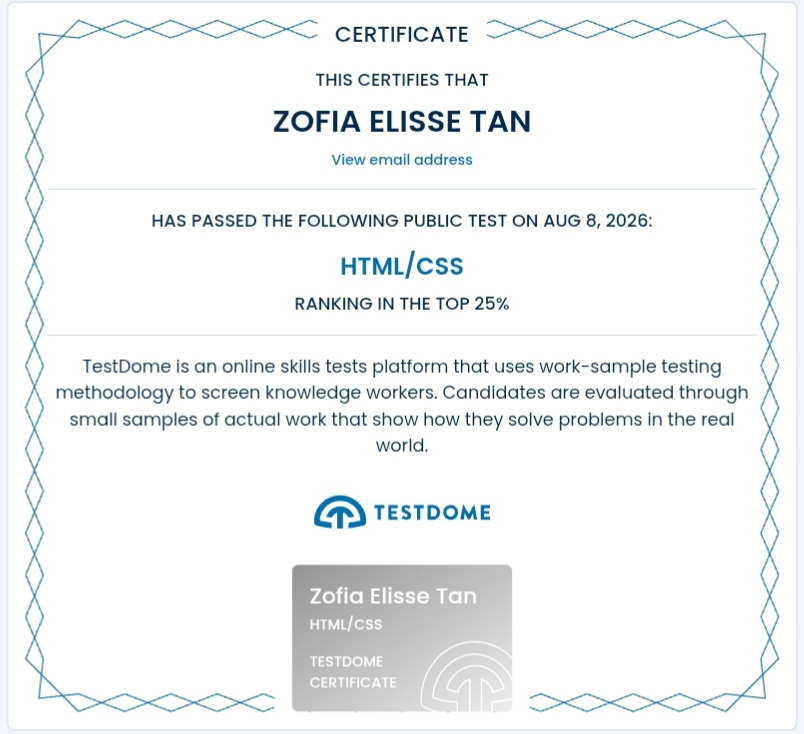 CERTIFICATE
THIS CERTIFIES THAT
ZOFIA ELISSE TAN
View email address
HAS PASSED THE FOLLOWING PUBLIC TEST ON AUG 8, 2026:
HTML/CSS
RANKING IN THE TOP 25%
TestDome is an online skills tests platform that uses work-sample testing
methodology to screen knowledge workers. Candidates are evaluated through
small samples of actual work that show how they solve problems in the real
world.
TESTDOME
Zofia Elisse Tan
HTML/CSS
TESTDOME
CERTIFICATE